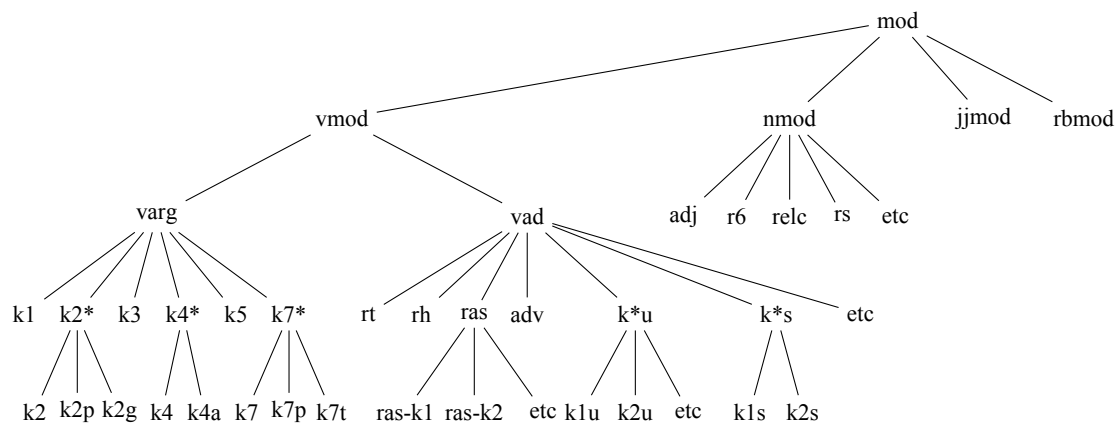 mod
vmod nmod jjmod rbmod
varg vad adj r6 relc rs etc
k1 k2* k3 k4* k5 k7* rt rh ras adv k*u k*s etc
k2 k2p k2g k4 k4a k7 k7p k7t ras-k1 ras-k2 etc k1u k2u etc k1s k2s